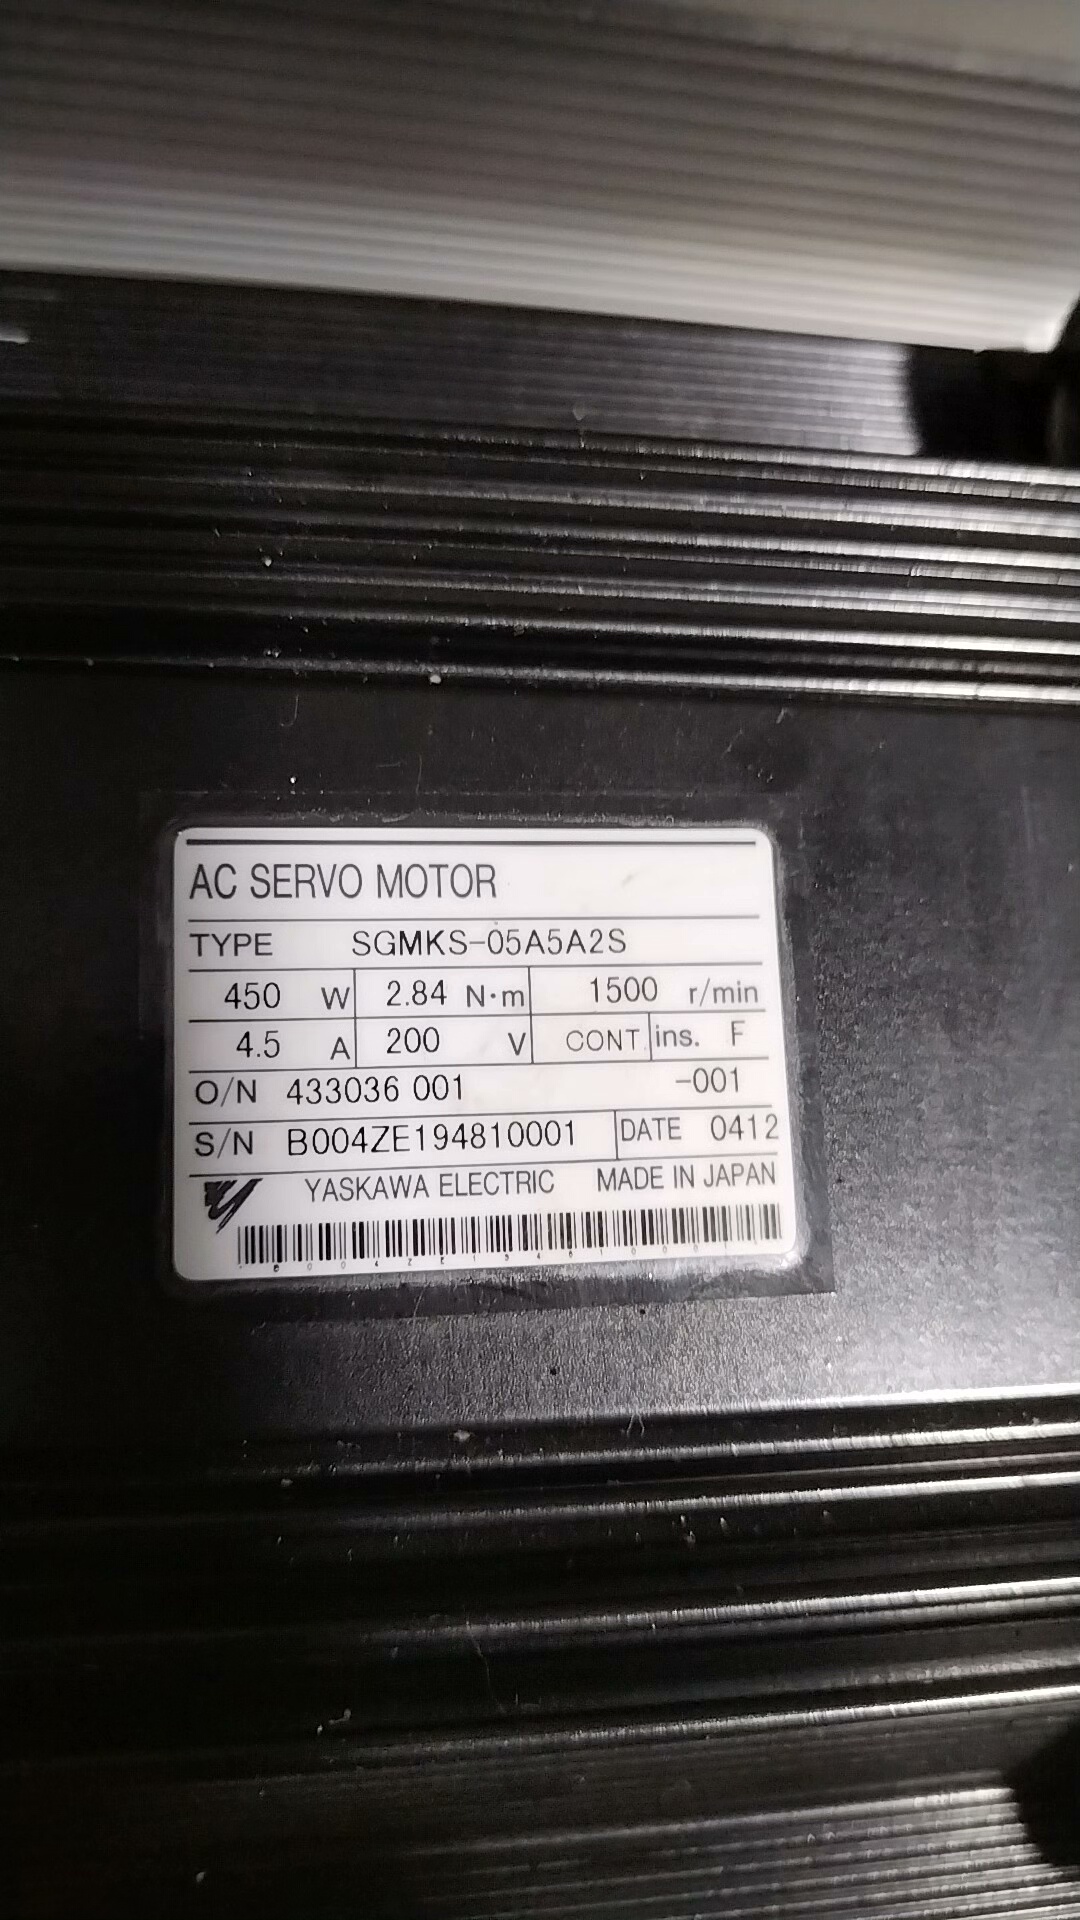 AC SERVO MOTOR
TYPE SGMKS-05A5A2S
450 W 2.84 N·m 1500 r/min
4.5 A 200 V CONT. ins. F
O/N 433036 001 -001
S/N B004ZE194810001 DATE 0412
YASKAWA ELECTRIC MADE IN JAPAN